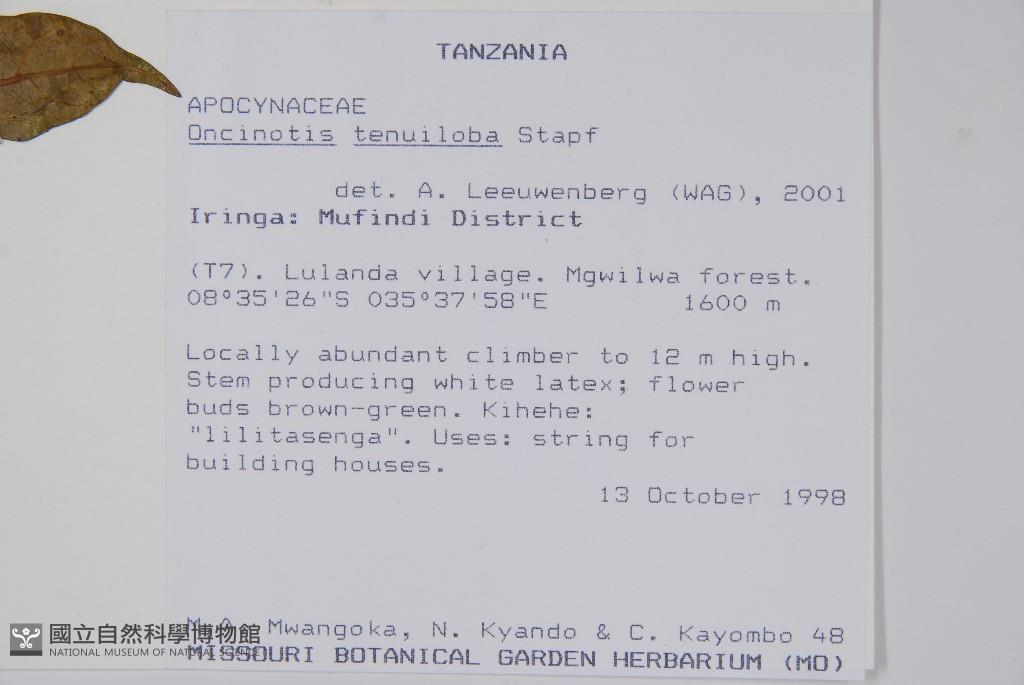 TANZANIA
APOCYNACEAE
Oncinotis tenuiloba Stapf
det. A. Leeuwenberg (WAG), 2001
Iringa: Mufindi District
(T7). Lulanda village. Mgwilwa forest.
08°35'26"S 035°37'58"E 1600 m
Locally abundant climber to 12 m high.
Stem producing white latex; flower
buds brown-green. Kihehe:
"lilitasenga". Uses: string for
building houses.
13 October 1998
M.A. Mwangoka, N. Kyando & C. Kayombo 48
MISSOURI BOTANICAL GARDEN HERBARIUM (MO)
國立自然科學博物館
NATIONAL MUSEUM OF NATURAL SCIENCE